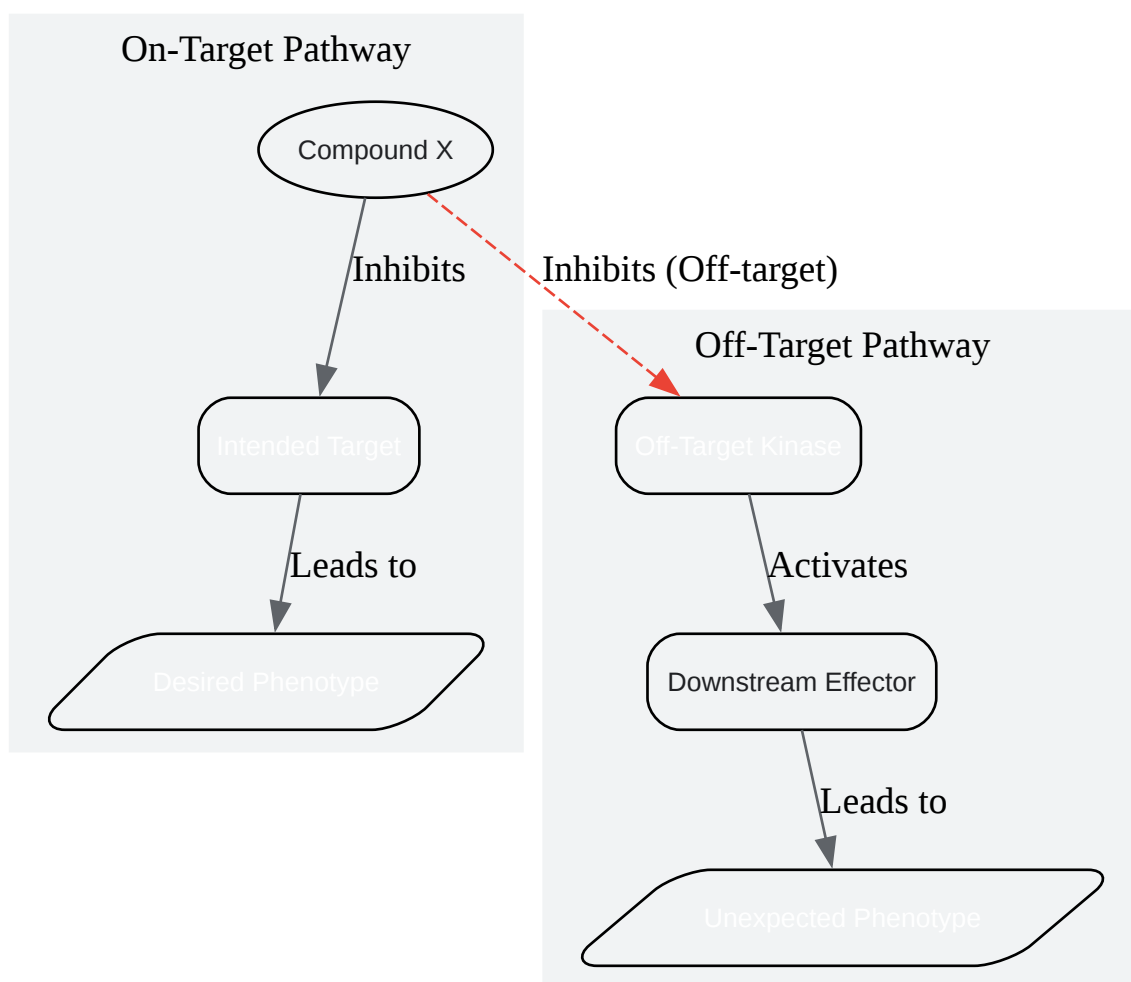 On-Target Pathway
Compound X
Inhibits
Inhibits (Off-target)
Off-Target Pathway
Intended Target
Off-Target Kinase
Leads to
Activates
Desired Phenotype
Downstream Effector
Leads to
Unexpected Phenotype